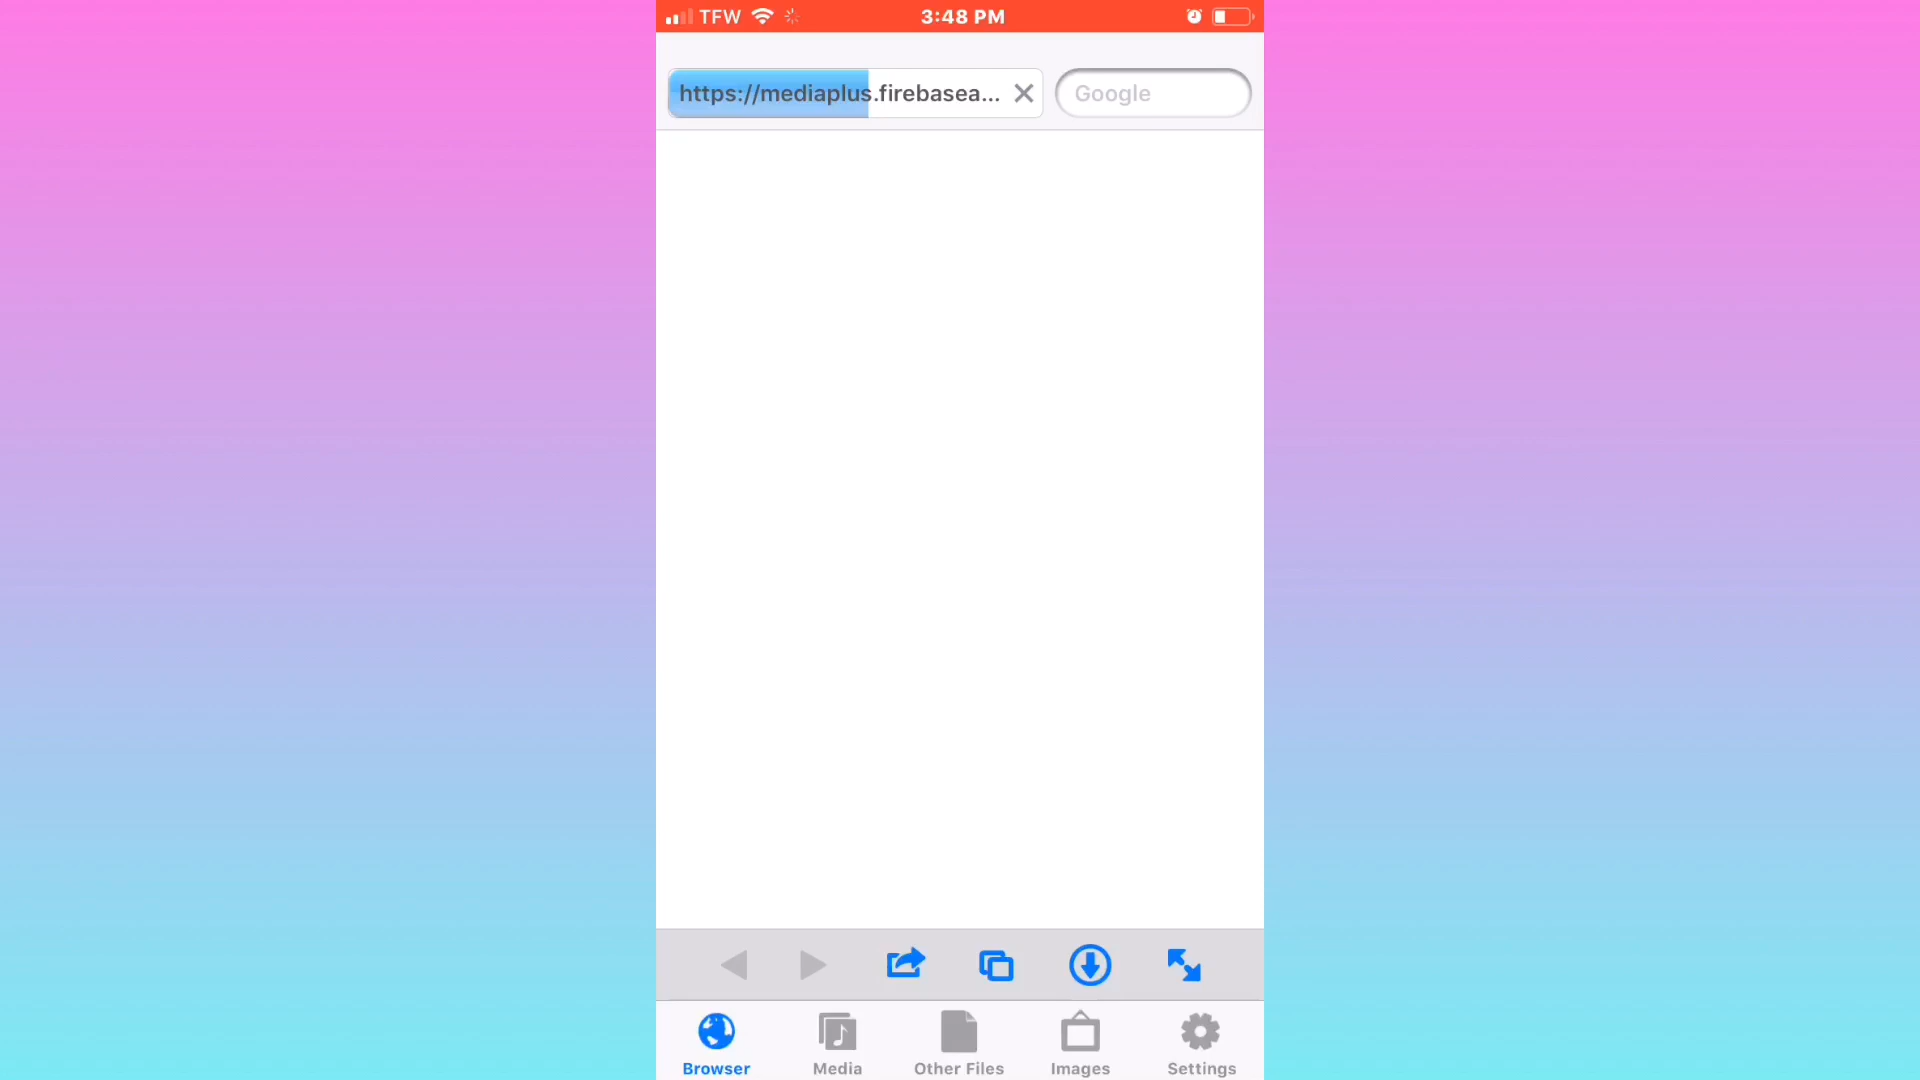 TFW 3:48 PM
https://mediaplus.firebasea... Google
Browser Media Other Files Images Settings